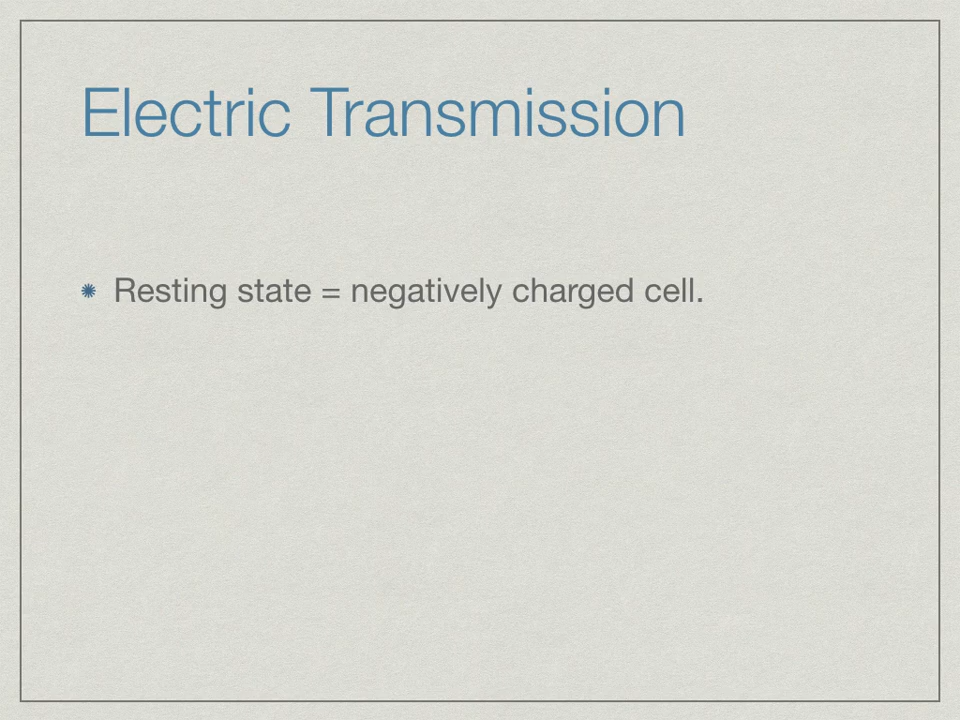 Electric Transmission
Resting state = negatively charged cell.